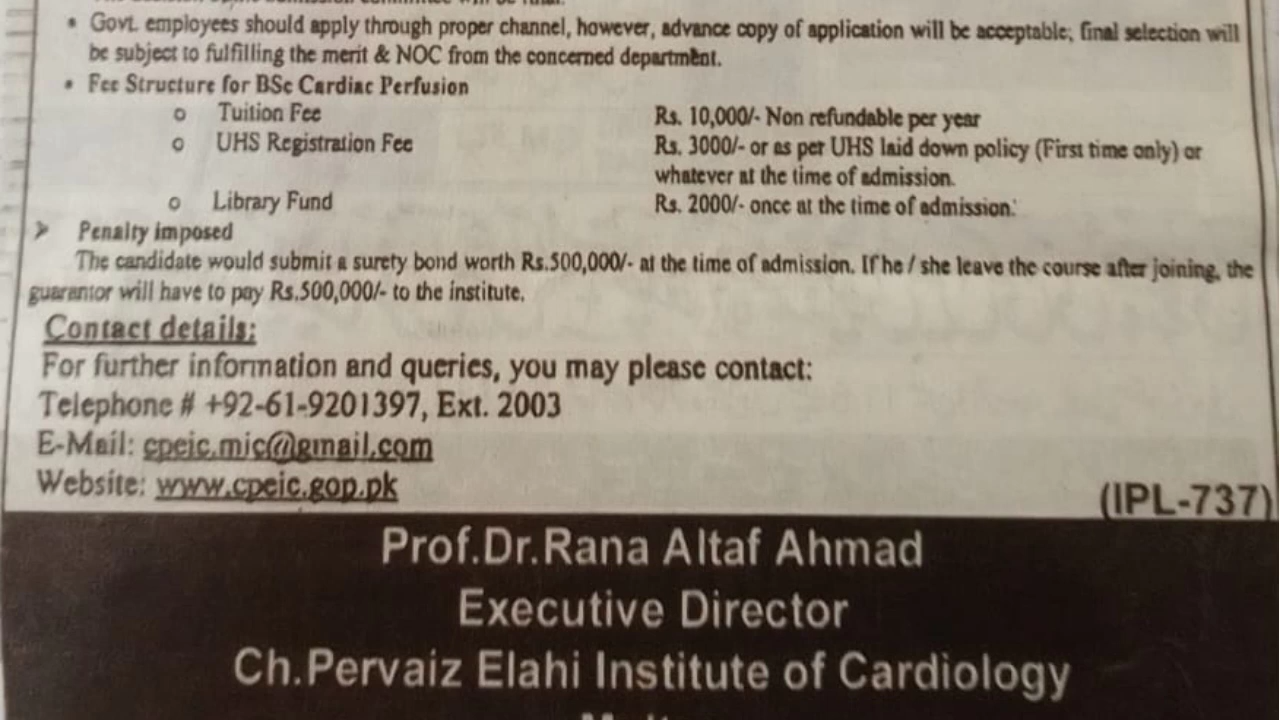 • Govt. employees should apply through proper channel, however, advance copy of application will be acceptable; final selection will
be subject to fulfilling the merit & NOC from the concerned department.
• Fee Structure for BSc Cardiac Perfusion
o Tuition Fee Rs. 10,000/- Non refundable per year
o UHS Registration Fee Rs. 3000/- or as per UHS laid down policy (First time only) or
whatever at the time of admission.
o Library Fund Rs. 2000/- once at the time of admission.
➤ Penalty imposed
The candidate would submit a surety bond worth Rs.500,000/- at the time of admission. If he / she leave the course after joining, the
guarantor will have to pay Rs.500,000/- to the institute.
Contact details:
For further information and queries, you may please contact:
Telephone # +92-61-9201397, Ext. 2003
E-Mail: cpeic.mic@gmail.com
Website: www.cpeic.gop.pk
(IPL-737)
Prof.Dr.Rana Altaf Ahmad
Executive Director
Ch.Pervaiz Elahi Institute of Cardiology